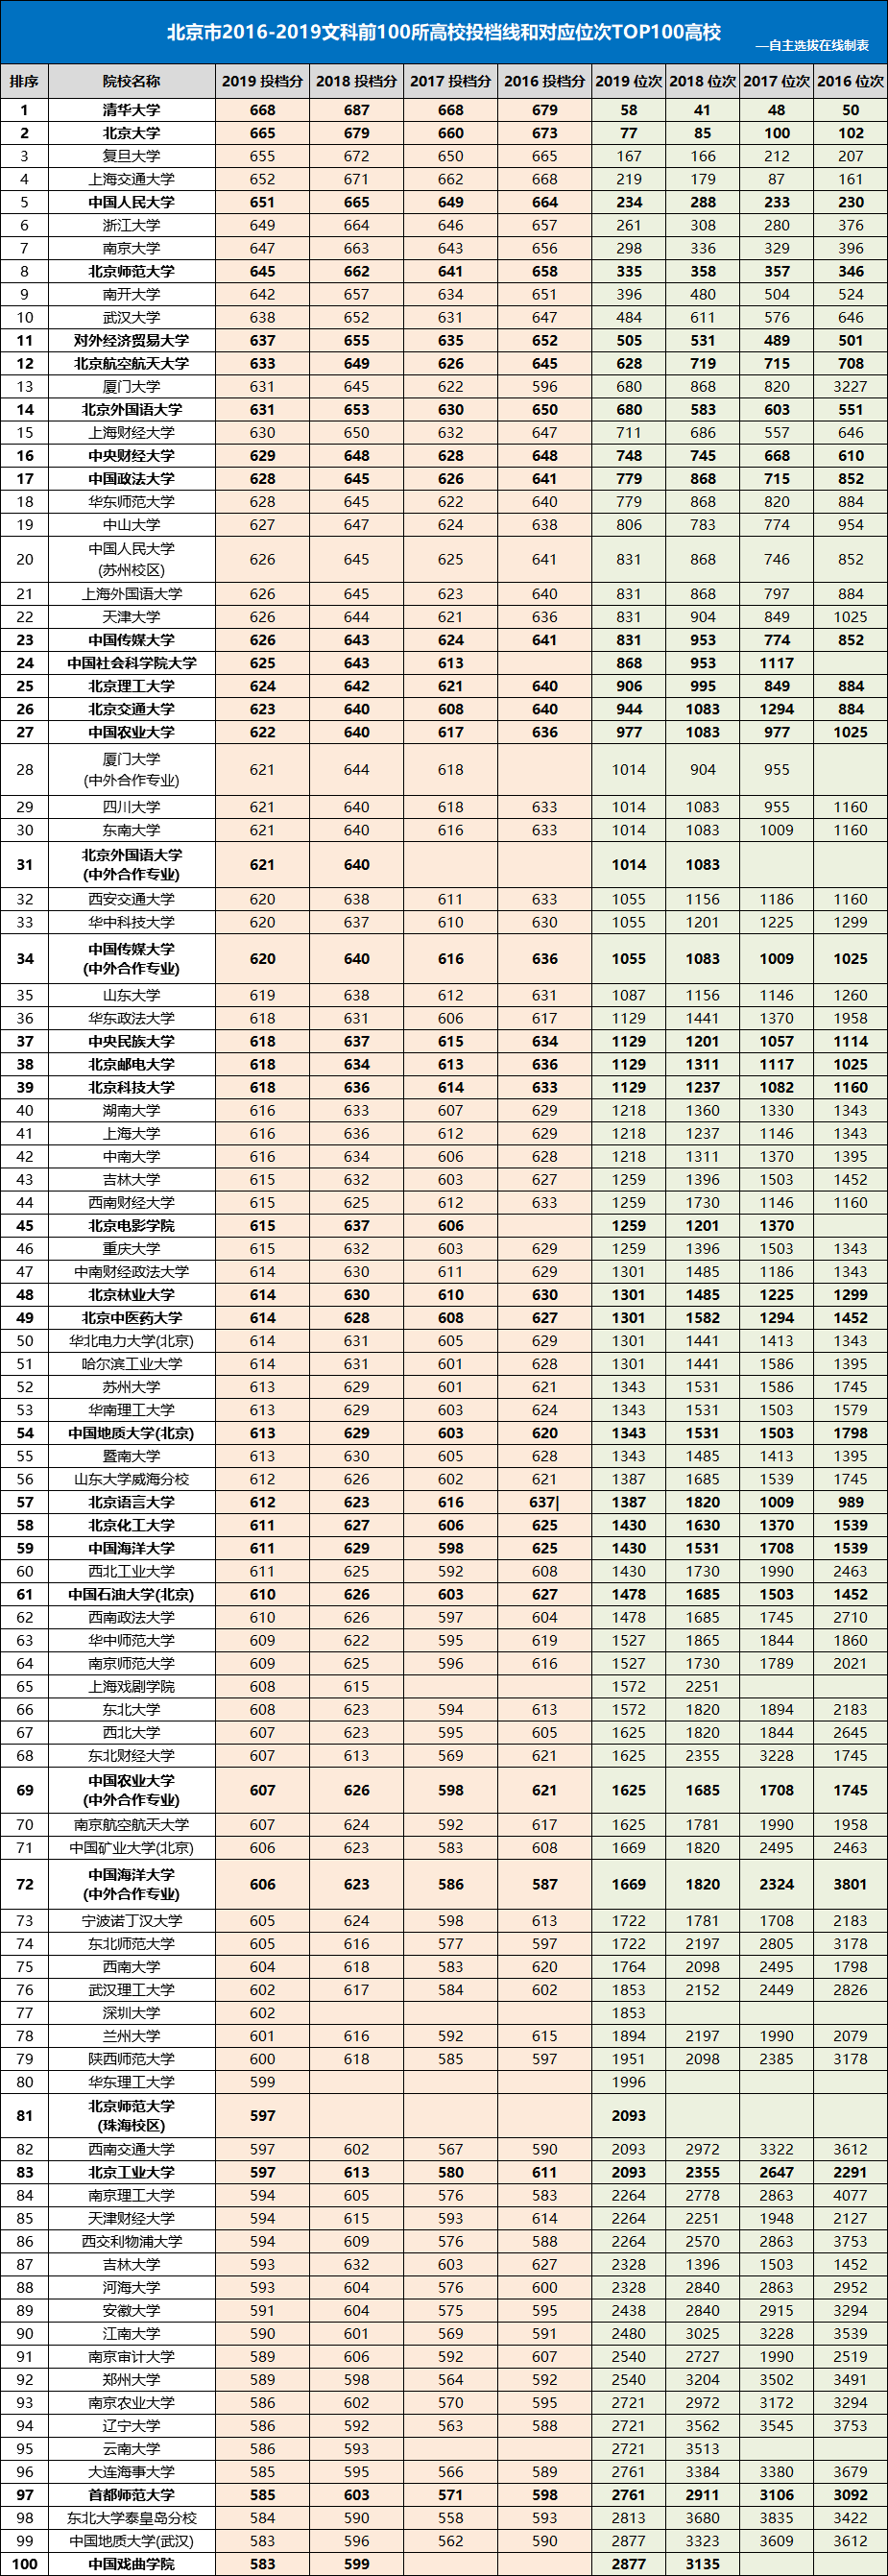 北京市2016-2019文科前100所高校投档线和对应位次TOP100高校
—自主选拔在线制表
排序 院校名称 2019 投档分 2018 投档分 2017 投档分 2016 投档分 2019 位次 2018 位次 2017 位次 2016 位次
1 清华大学 668 687 668 679 58 41 48 50
2 北京大学 665 679 660 673 77 85 100 102
3 复旦大学 655 672 650 665 167 166 212 207
4 上海交通大学 652 671 662 668 219 179 87 161
5 中国人民大学 651 665 649 664 234 288 233 230
6 浙江大学 649 664 646 657 261 308 280 376
7 南京大学 647 663 643 656 298 336 329 396
8 北京师范大学 645 662 641 658 335 358 357 346
9 南开大学 642 657 634 651 396 480 504 524
10 武汉大学 638 652 631 647 484 611 576 646
11 对外经济贸易大学 637 655 635 652 505 531 489 501
12 北京航空航天大学 633 649 626 645 628 719 715 708
13 厦门大学 631 645 622 596 680 868 820 3227
14 北京外国语大学 631 653 630 650 680 583 603 551
15 上海财经大学 630 650 632 647 711 686 557 646
16 中央财经大学 629 648 628 648 748 745 668 610
17 中国政法大学 628 645 626 641 779 868 715 852
18 华东师范大学 628 645 622 640 779 868 820 884
19 中山大学 627 647 624 638 806 783 774 954
20 中国人民大学
(苏州校区) 626 645 625 641 831 868 746 852
21 上海外国语大学 626 645 623 640 831 868 797 884
22 天津大学 626 644 621 636 831 904 849 1025
23 中国传媒大学 626 643 624 641 831 953 774 852
24 中国社会科学院大学 625 643 613 868 953 1117
25 北京理工大学 624 642 621 640 906 995 849 884
26 北京交通大学 623 640 608 640 944 1083 1294 884
27 中国农业大学 622 640 617 636 977 1083 977 1025
28 厦门大学
(中外合作专业) 621 644 618 1014 904 955
29 四川大学 621 640 618 633 1014 1083 955 1160
30 东南大学 621 640 616 633 1014 1083 1009 1160
31 北京外国语大学
(中外合作专业) 621 640 1014 1083
32 西安交通大学 620 638 611 633 1055 1156 1186 1160
33 华中科技大学 620 637 610 630 1055 1201 1225 1299
34 中国传媒大学
(中外合作专业) 620 640 616 636 1055 1083 1009 1025
35 山东大学 619 638 612 631 1087 1156 1146 1260
36 华东政法大学 618 631 606 617 1129 1441 1370 1958
37 中央民族大学 618 637 615 634 1129 1201 1057 1114
38 北京邮电大学 618 634 613 636 1129 1311 1117 1025
39 北京科技大学 618 636 614 633 1129 1237 1082 1160
40 湖南大学 616 633 607 629 1218 1360 1330 1343
41 上海大学 616 636 612 629 1218 1237 1146 1343
42 中南大学 616 634 606 628 1218 1311 1370 1395
43 吉林大学 615 632 603 627 1259 1396 1503 1452
44 西南财经大学 615 625 612 633 1259 1730 1146 1160
45 北京电影学院 615 637 606 1259 1201 1370
46 重庆大学 615 632 603 629 1259 1396 1503 1343
47 中南财经政法大学 614 630 611 629 1301 1485 1186 1343
48 北京林业大学 614 630 610 630 1301 1485 1225 1299
49 北京中医药大学 614 628 608 627 1301 1582 1294 1452
50 华北电力大学(北京) 614 631 605 629 1301 1441 1413 1343
51 哈尔滨工业大学 614 631 601 628 1301 1441 1586 1395
52 苏州大学 613 629 601 621 1343 1531 1586 1745
53 华南理工大学 613 629 603 624 1343 1531 1503 1579
54 中国地质大学(北京) 613 629 603 620 1343 1531 1503 1798
55 暨南大学 613 630 605 628 1343 1485 1413 1395
56 山东大学威海分校 612 626 602 621 1387 1685 1539 1745
57 北京语言大学 612 623 616 637| 1387 1820 1009 989
58 北京化工大学 611 627 606 625 1430 1630 1370 1539
59 中国海洋大学 611 629 598 625 1430 1531 1708 1539
60 西北工业大学 611 625 592 608 1430 1730 1990 2463
61 中国石油大学(北京) 610 626 603 627 1478 1685 1503 1452
62 西南政法大学 610 626 597 604 1478 1685 1745 2710
63 华中师范大学 609 622 595 619 1527 1865 1844 1860
64 南京师范大学 609 625 596 616 1527 1730 1789 2021
65 上海戏剧学院 608 615 1572 2251
66 东北大学 608 623 594 613 1572 1820 1894 2183
67 西北大学 607 623 595 605 1625 1820 1844 2645
68 东北财经大学 607 613 569 621 1625 2355 3228 1745
69 中国农业大学
(中外合作专业) 607 626 598 621 1625 1685 1708 1745
70 南京航空航天大学 607 624 592 617 1625 1781 1990 1958
71 中国矿业大学(北京) 606 623 583 608 1669 1820 2495 2463
72 中国海洋大学
(中外合作专业) 606 623 586 587 1669 1820 2324 3801
73 宁波诺丁汉大学 605 624 598 613 1722 1781 1708 2183
74 东北师范大学 605 616 577 597 1722 2197 2805 3178
75 西南大学 604 618 583 620 1764 2098 2495 1798
76 武汉理工大学 602 617 584 602 1853 2152 2449 2826
77 深圳大学 602 1853
78 兰州大学 601 616 592 615 1894 2197 1990 2079
79 陕西师范大学 600 618 585 597 1951 2098 2385 3178
80 华东理工大学 599 1996
81 北京师范大学
(珠海校区) 597 2093
82 西南交通大学 597 602 567 590 2093 2972 3322 3612
83 北京工业大学 597 613 580 611 2093 2355 2647 2291
84 南京理工大学 594 605 576 583 2264 2778 2863 4077
85 天津财经大学 594 615 593 614 2264 2251 1948 2127
86 西交利物浦大学 594 609 576 588 2264 2570 2863 3753
87 吉林大学 593 632 603 627 2328 1396 1503 1452
88 河海大学 593 604 576 600 2328 2840 2863 2952
89 安徽大学 591 604 575 595 2438 2840 2915 3294
90 江南大学 590 601 569 591 2480 3025 3228 3539
91 南京审计大学 589 606 592 607 2540 2727 1990 2519
92 郑州大学 589 598 564 592 2540 3204 3502 3491
93 南京农业大学 586 602 570 595 2721 2972 3172 3294
94 辽宁大学 586 592 563 588 2721 3562 3545 3753
95 云南大学 586 593 2721 3513
96 大连海事大学 585 595 566 589 2761 3384 3380 3679
97 首都师范大学 585 603 571 598 2761 2911 3106 3092
98 东北大学秦皇岛分校 584 590 558 593 2813 3680 3835 3422
99 中国地质大学(武汉) 583 596 562 590 2877 3323 3609 3612
100 中国戏曲学院 583 599 2877 3135